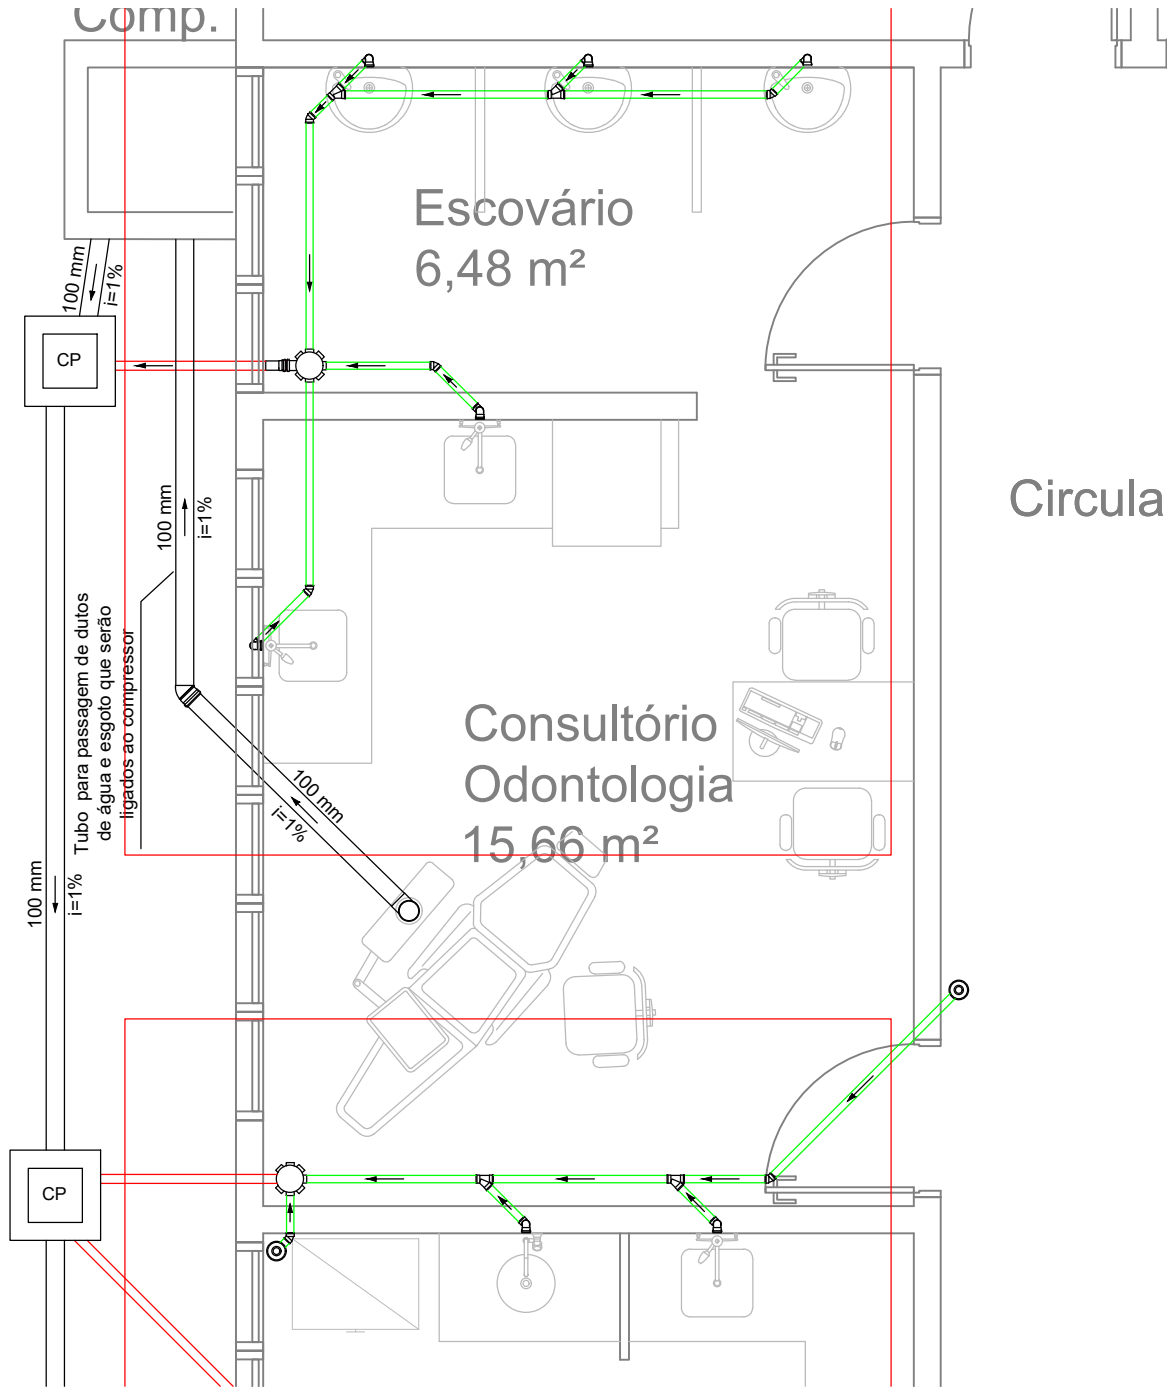 Comp.
Escovário
6,48 m²
100 mm
i=1%
CP
Circula
100 mm
i=1%
Tubo para passagem de dutos
de água e esgoto que serão
ligados ao compressor
Consultório
Odontologia
15,66 m²
100 mm
i=1%
100 mm
i=1%
CP